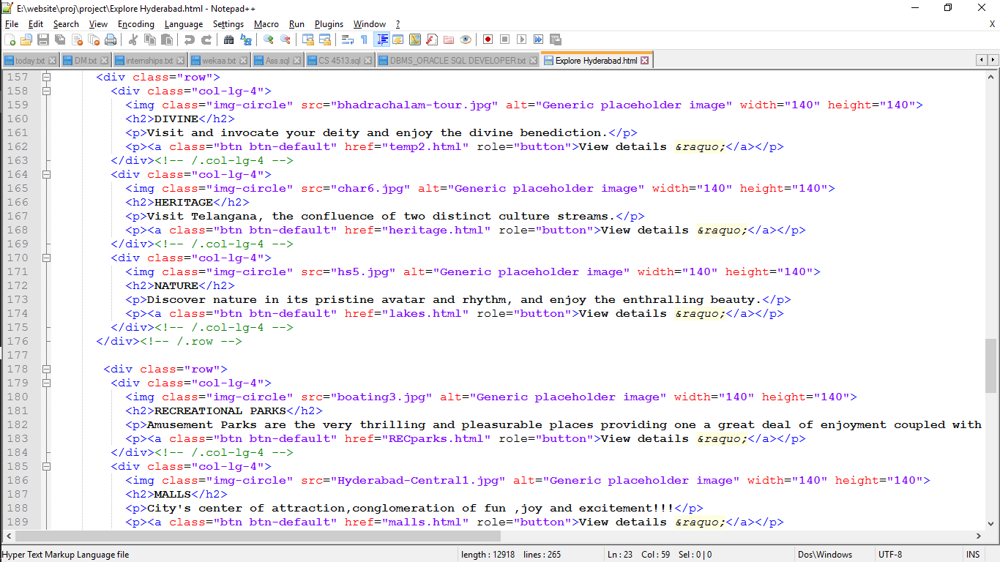 E:\website\proj\project\Explore Hyderabad.html - Notepad++
File Edit Search View Encoding Language Settings Macro Run Plugins Window ? X
today.txt DM.txt internships.txt wekaa.txt Ass.sql CS 4513.sql DBMS_ORACLE SQL DEVELOPER.txt Explore Hyderabad.html
157 <div class="row">
158 <div class="col-lg-4">
159 <img class="img-circle" src="bhadrachalam-tour.jpg" alt="Generic placeholder image" width="140" height="140">
160 <h2>DIVINE</h2>
161 <p>Visit and invocate your deity and enjoy the divine benediction.</p>
162 <p><a class="btn btn-default" href="temp2.html" role="button">View details &raquo;</a></p>
163 </div><!-- /.col-lg-4 -->
164 <div class="col-lg-4">
165 <img class="img-circle" src="char6.jpg" alt="Generic placeholder image" width="140" height="140">
166 <h2>HERITAGE</h2>
167 <p>Visit Telangana, the confluence of two distinct culture streams.</p>
168 <p><a class="btn btn-default" href="heritage.html" role="button">View details &raquo;</a></p>
169 </div><!-- /.col-lg-4 -->
170 <div class="col-lg-4">
171 <img class="img-circle" src="hs5.jpg" alt="Generic placeholder image" width="140" height="140">
172 <h2>NATURE</h2>
173 <p>Discover nature in its pristine avatar and rhythm, and enjoy the enthralling beauty.</p>
174 <p><a class="btn btn-default" href="lakes.html" role="button">View details &raquo;</a></p>
175 </div><!-- /.col-lg-4 -->
176 </div><!-- /.row -->
177
178 <div class="row">
179 <div class="col-lg-4">
180 <img class="img-circle" src="boating3.jpg" alt="Generic placeholder image" width="140" height="140">
181 <h2>RECREATIONAL PARKS</h2>
182 <p>Amusement Parks are the very thrilling and pleasurable places providing one a great deal of enjoyment coupled with
183 <p><a class="btn btn-default" href="RECparks.html" role="button">View details &raquo;</a></p>
184 </div><!-- /.col-lg-4 -->
185 <div class="col-lg-4">
186 <img class="img-circle" src="Hyderabad-Central1.jpg" alt="Generic placeholder image" width="140" height="140">
187 <h2>MALLS</h2>
188 <p>City's center of attraction,conglomeration of fun ,joy and excitement!!!</p>
189 <p><a class="btn btn-default" href="malls.html" role="button">View details &raquo;</a></p>
Hyper Text Markup Language file length : 12918 lines : 265 Ln : 23 Col : 59 Sel : 0 | 0 Dos\Windows UTF-8 INS